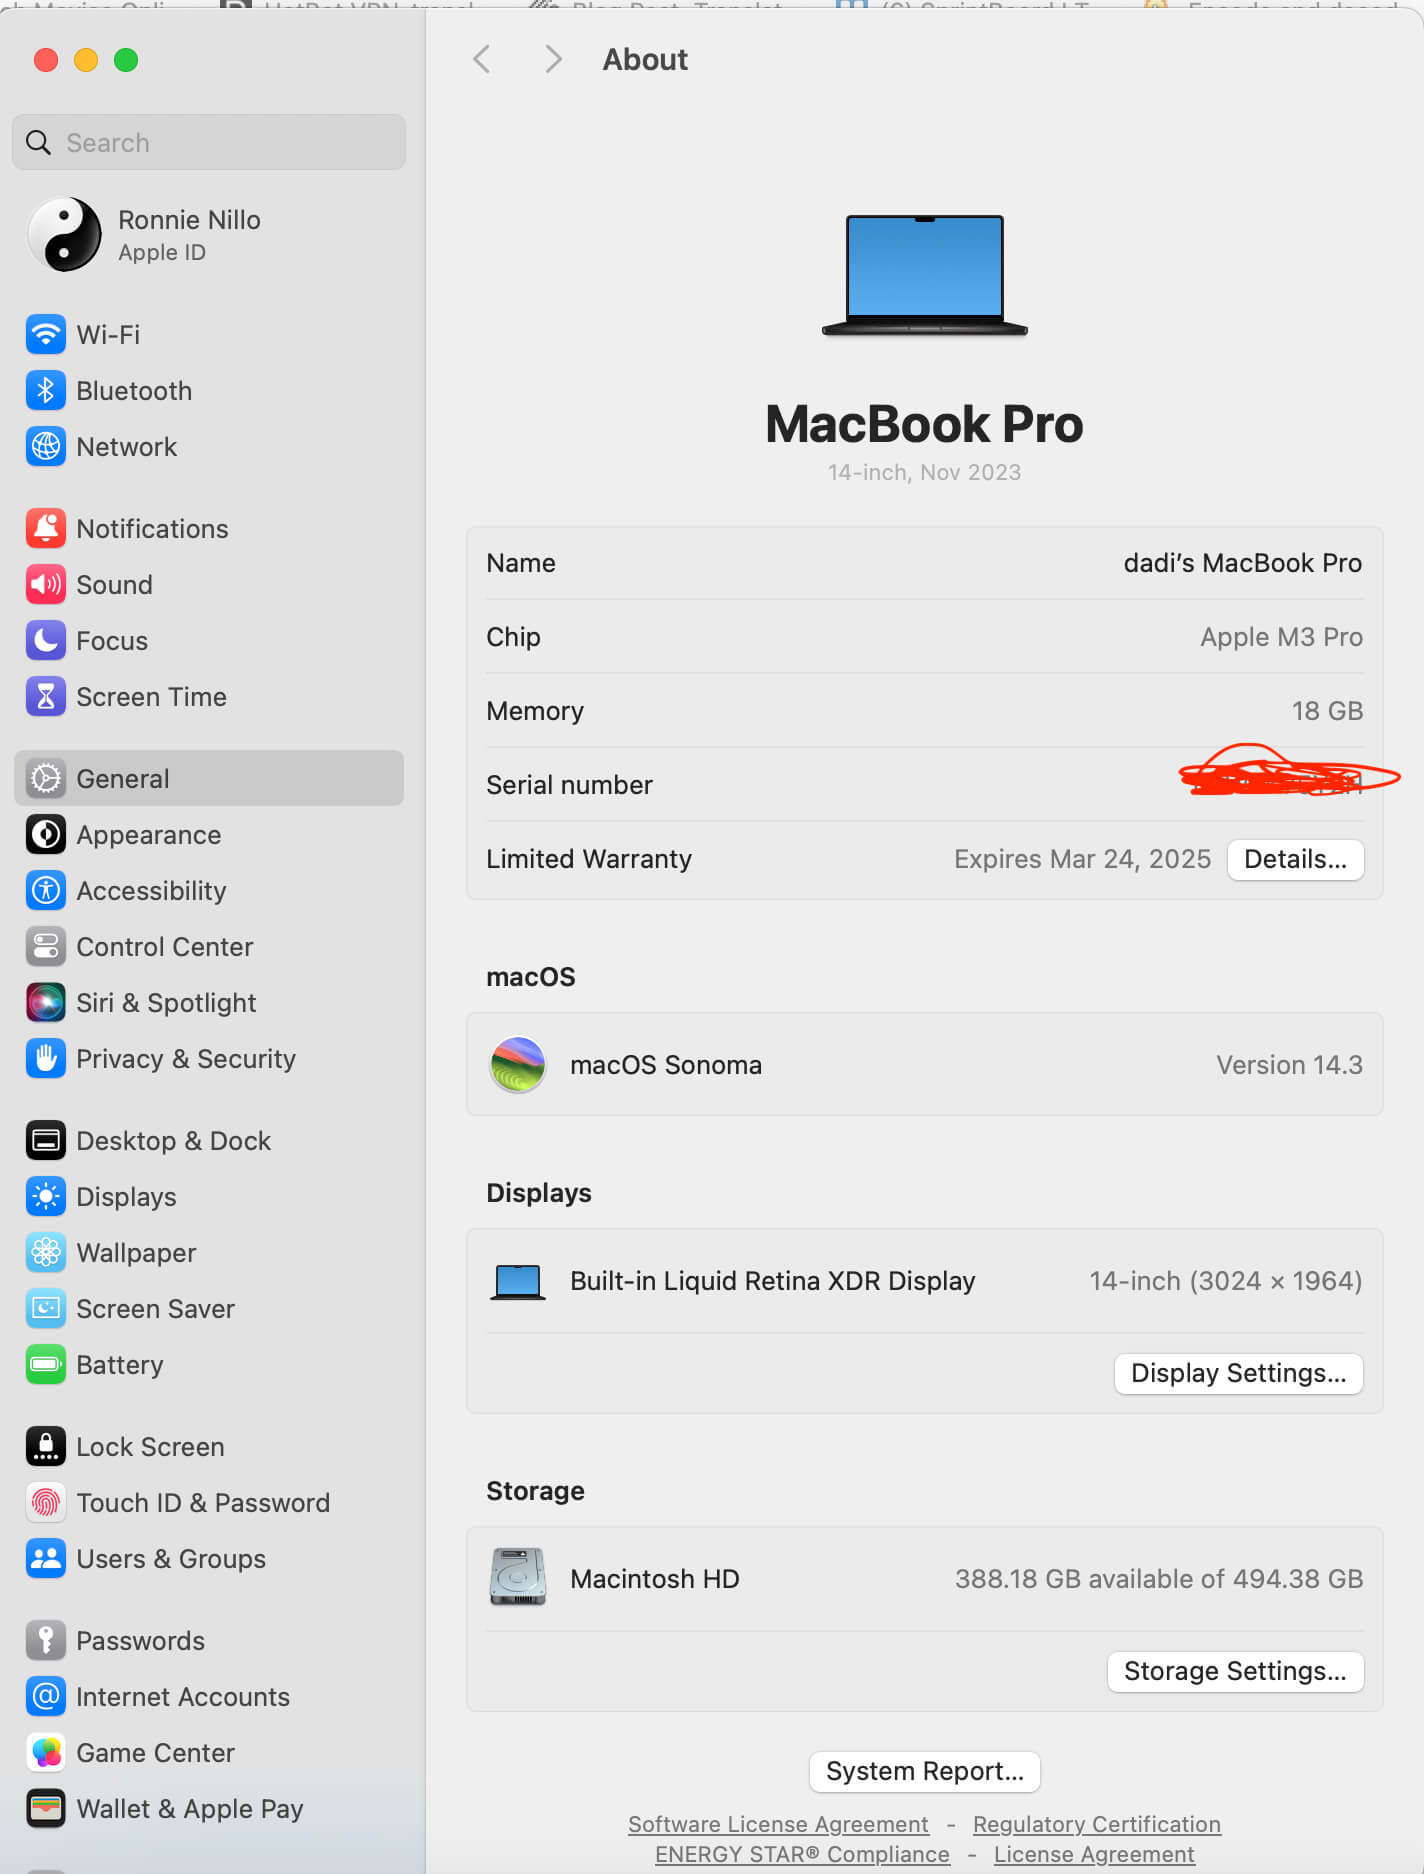 About
Search
Ronnie Nillo
Apple ID
Wi-Fi
Bluetooth
Network
Notifications
Sound
Focus
Screen Time
General
Appearance
Accessibility
Control Center
Siri & Spotlight
Privacy & Security
Desktop & Dock
Displays
Wallpaper
Screen Saver
Battery
Lock Screen
Touch ID & Password
Users & Groups
Passwords
Internet Accounts
Game Center
Wallet & Apple Pay
MacBook Pro
14-inch, Nov 2023
Name dadi’s MacBook Pro
Chip Apple M3 Pro
Memory 18 GB
Serial number
Limited Warranty Expires Mar 24, 2025 Details...
macOS
macOS Sonoma Version 14.3
Displays
Built-in Liquid Retina XDR Display 14-inch (3024 × 1964)
Display Settings...
Storage
Macintosh HD 388.18 GB available of 494.38 GB
Storage Settings...
System Report...
Software License Agreement - Regulatory Certification
ENERGY STAR® Compliance - License Agreement